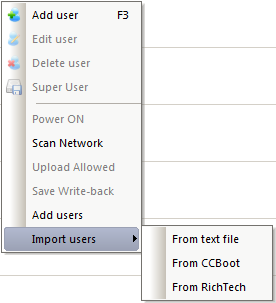 Add user F3
Edit user
Delete user
Super User
Power ON
Scan Network
Upload Allowed
Save Write-back
Add users
Import users
From text file
From CCBoot
From RichTech